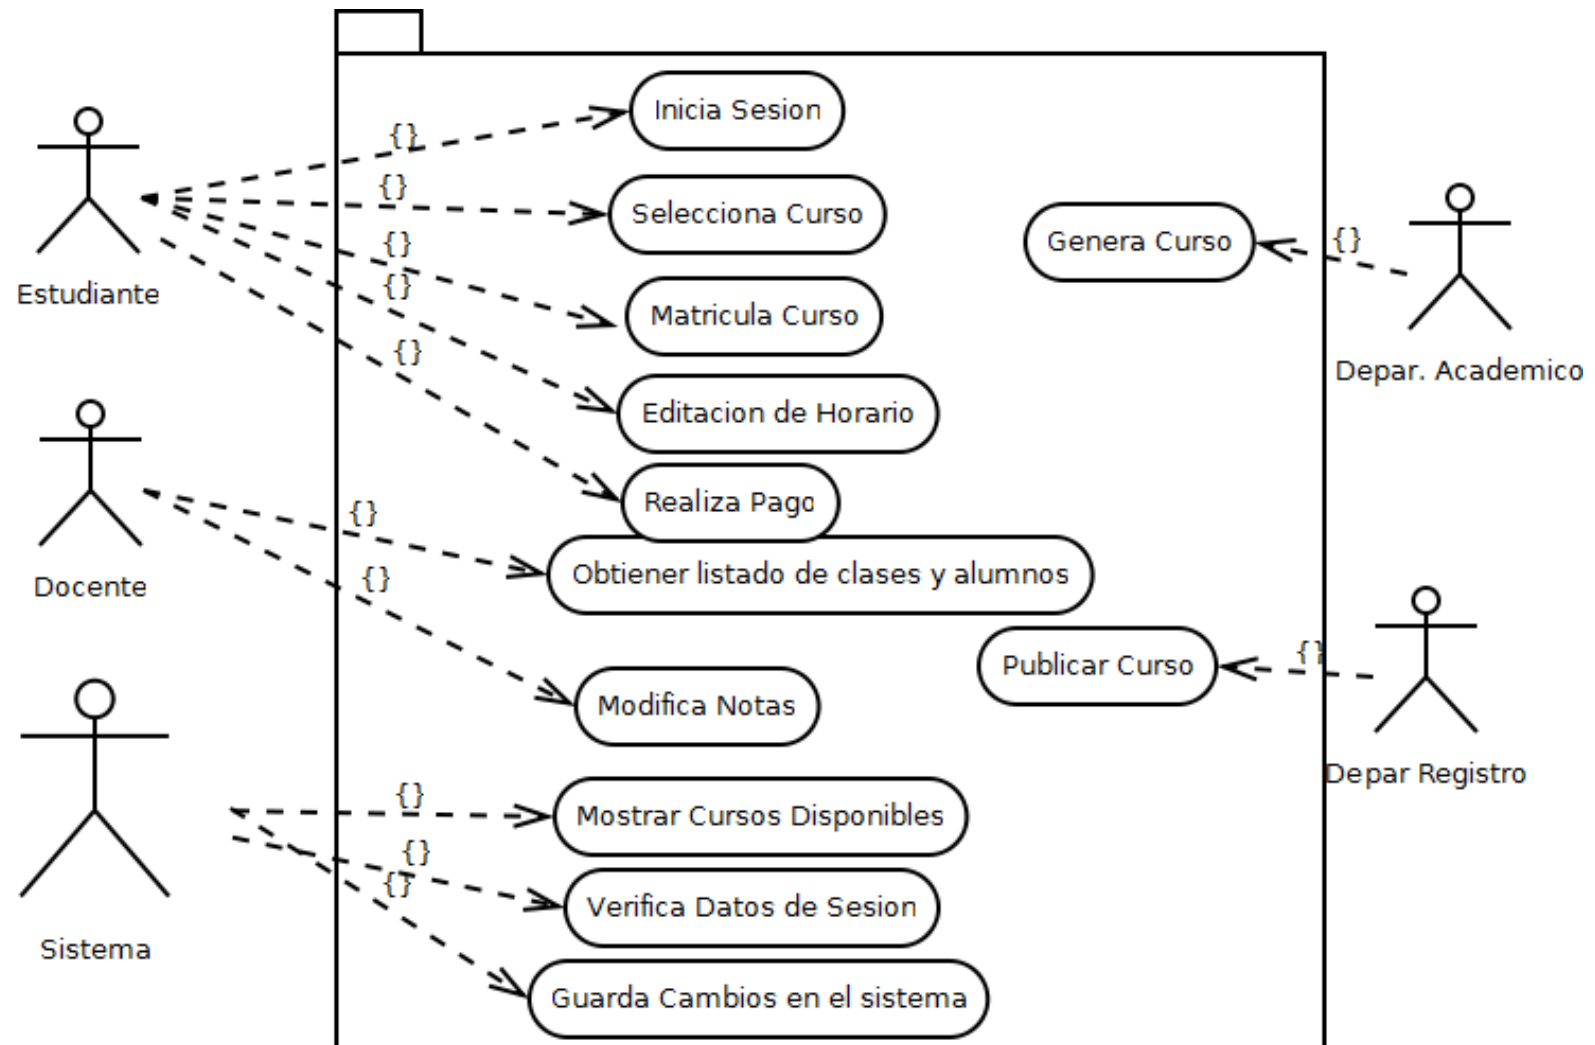 Inicia Sesion
{}
{}
Selecciona Curso
Genera Curso
{}
{}
{}
Estudiante
Matricula Curso
{}
Depar. Academico
Editacion de Horario
Realiza Pago
{}
Obtiener listado de clases y alumnos
{}
Docente
Publicar Curso
{}
Modifica Notas
Depar Registro
{}
Mostrar Cursos Disponibles
{}
{}
Verifica Datos de Sesion
Sistema
Guarda Cambios en el sistema